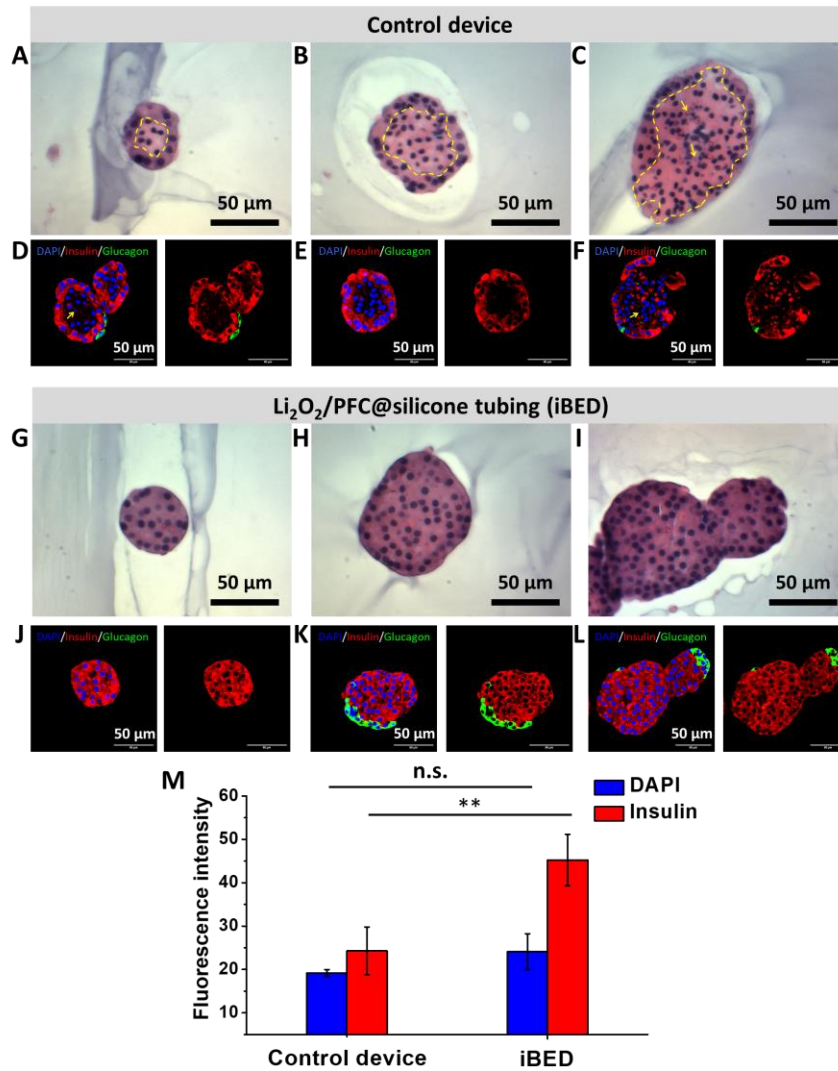 Control device
A
B
C
50 µm
50 µm
50 µm
D
DAPI/Insulin/Glucagon
50 µm
E
DAPI/Insulin/Glucagon
50 µm
F
DAPI/Insulin/Glucagon
50 µm
Li₂O₂/PFC@silicone tubing (iBED)
G
H
I
50 µm
50 µm
50 µm
J
DAPI/Insulin/Glucagon
50 µm
K
DAPI/Insulin/Glucagon
50 µm
L
DAPI/Insulin/Glucagon
50 µm
M
n.s.
**
DAPI
Insulin
Fluorescence intensity
60
50
40
30
20
10
Control device
iBED